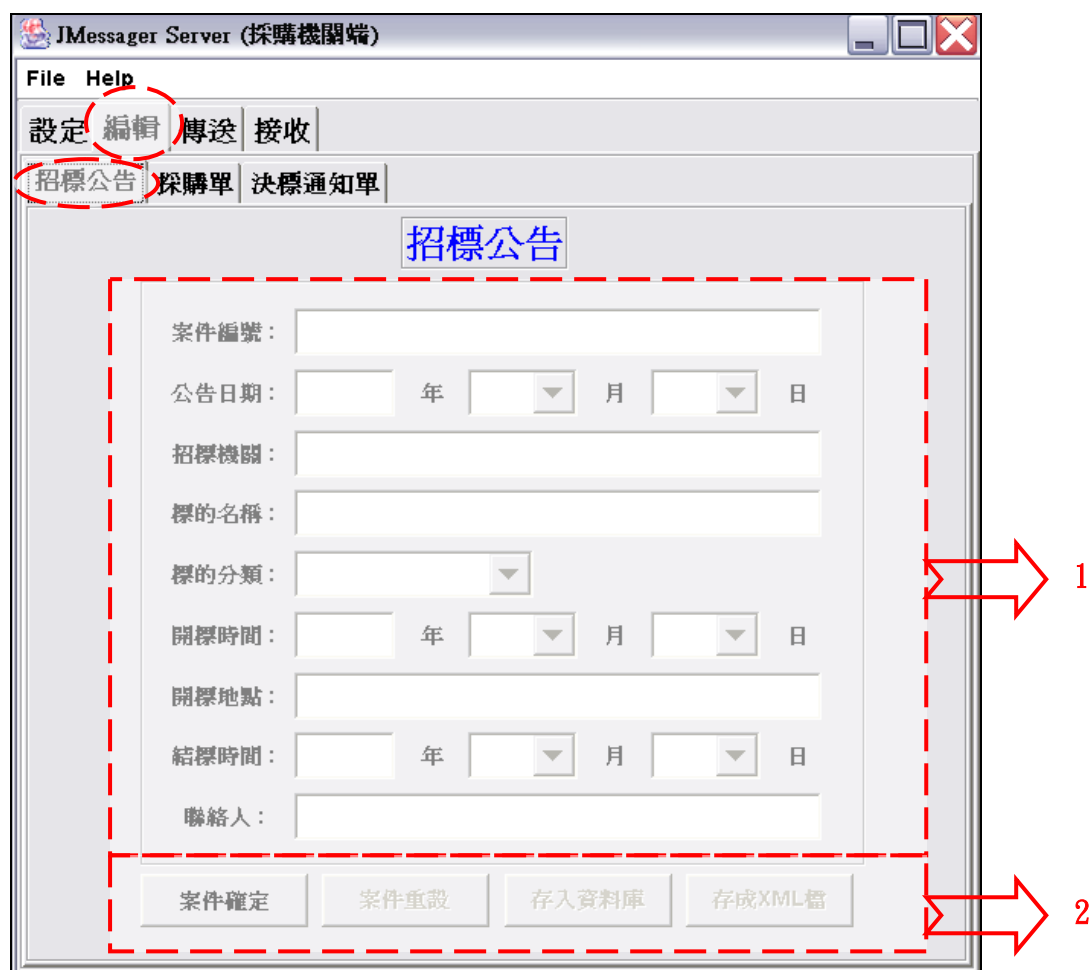 JMessager Server (採購機關端)
File Help
設定 編輯 傳送 接收
招標公告 採購單 決標通知單
招標公告
案件編號：
公告日期： 年 月 日
招標機關：
標的名稱：
標的分類：
1
開標時間： 年 月 日
開標地點：
結標時間： 年 月 日
聯絡人：
案件確定 案件重設 存入資料庫 存成XML檔
2